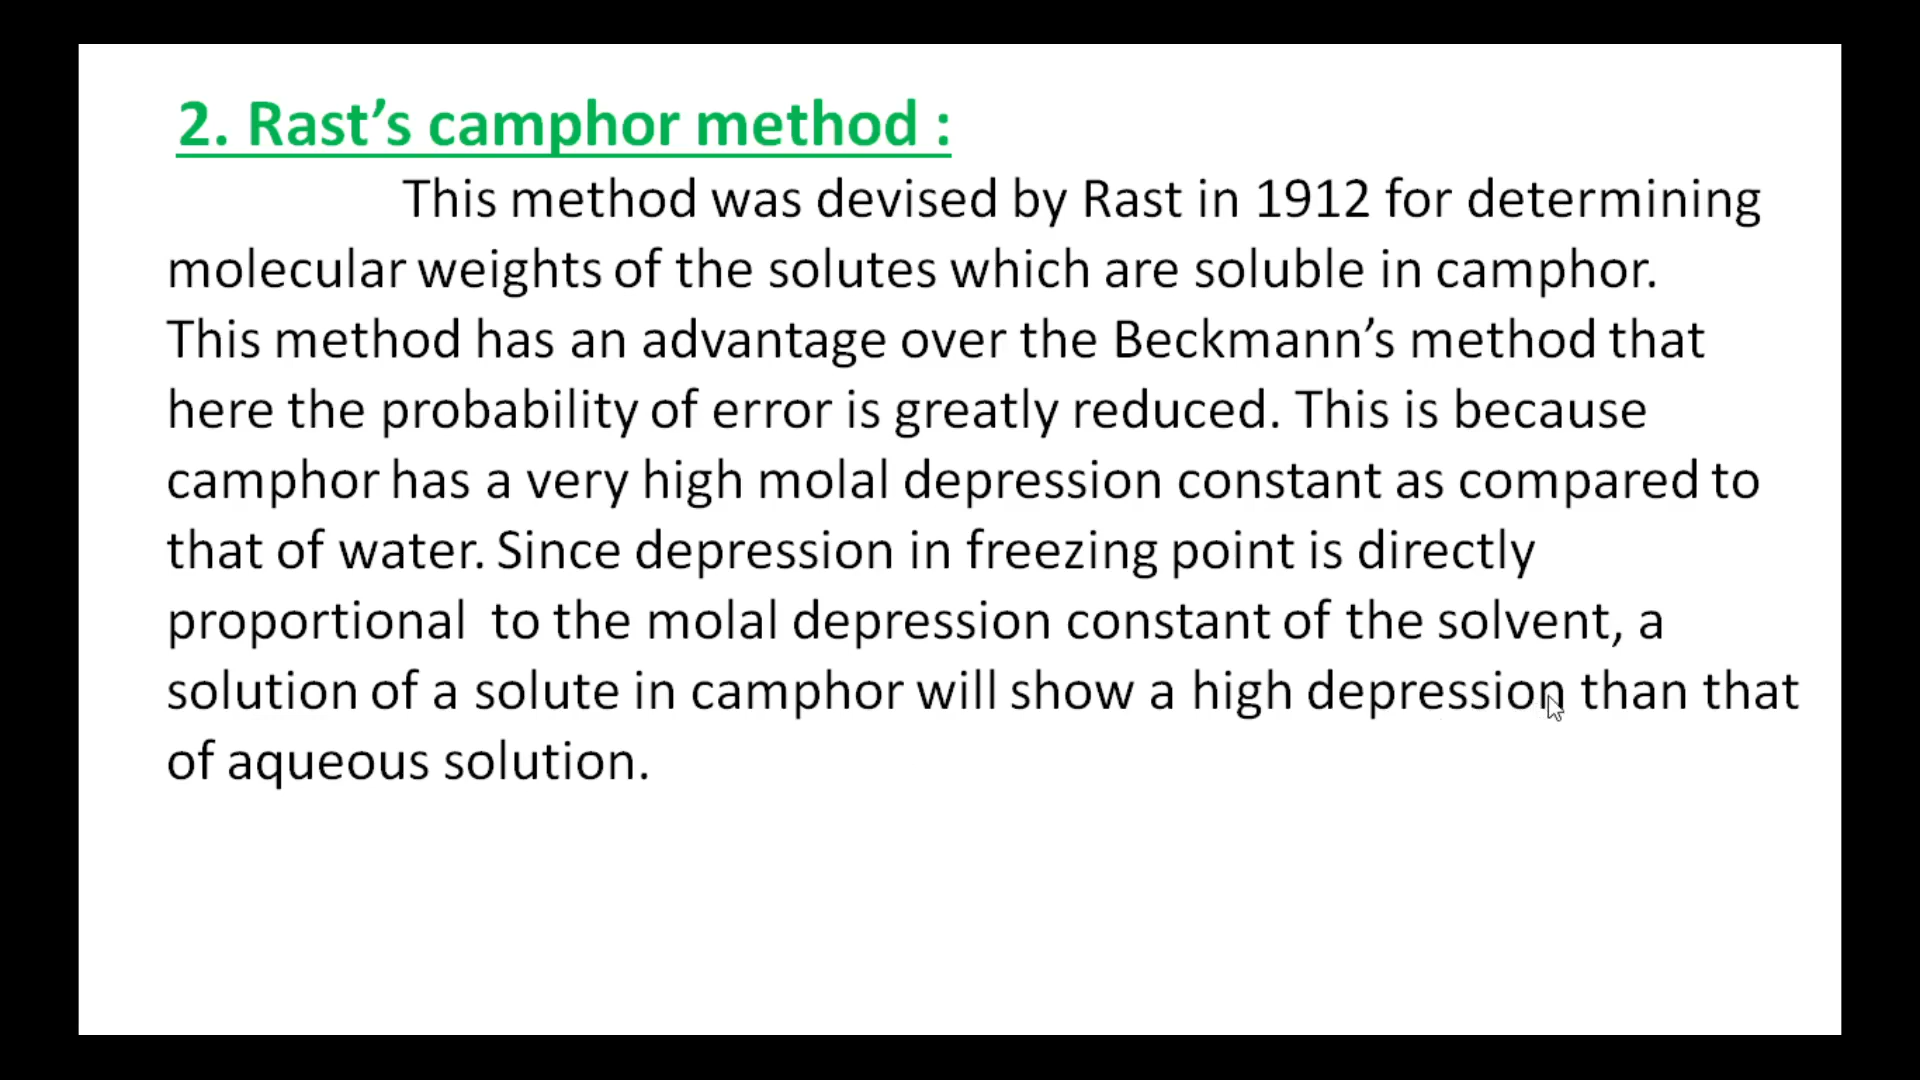 2. Rast’s camphor method :
This method was devised by Rast in 1912 for determining
molecular weights of the solutes which are soluble in camphor.
This method has an advantage over the Beckmann’s method that
here the probability of error is greatly reduced. This is because
camphor has a very high molal depression constant as compared to
that of water. Since depression in freezing point is directly
proportional  to the molal depression constant of the solvent, a
solution of a solute in camphor will show a high depression than that
of aqueous solution.